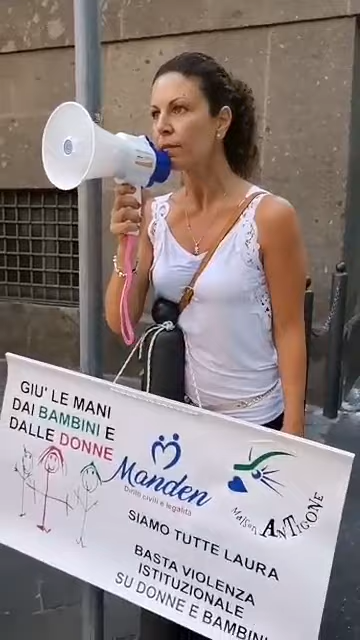 GIU' LE MANI
DAI BAMBINI E
DALLE DONNE
Manden
Diritti civili e legalità
Maison
ANTIGONE
SIAMO TUTTE LAURA
BASTA VIOLENZA
ISTITUZIONALE
SU DONNE E BAMBINI